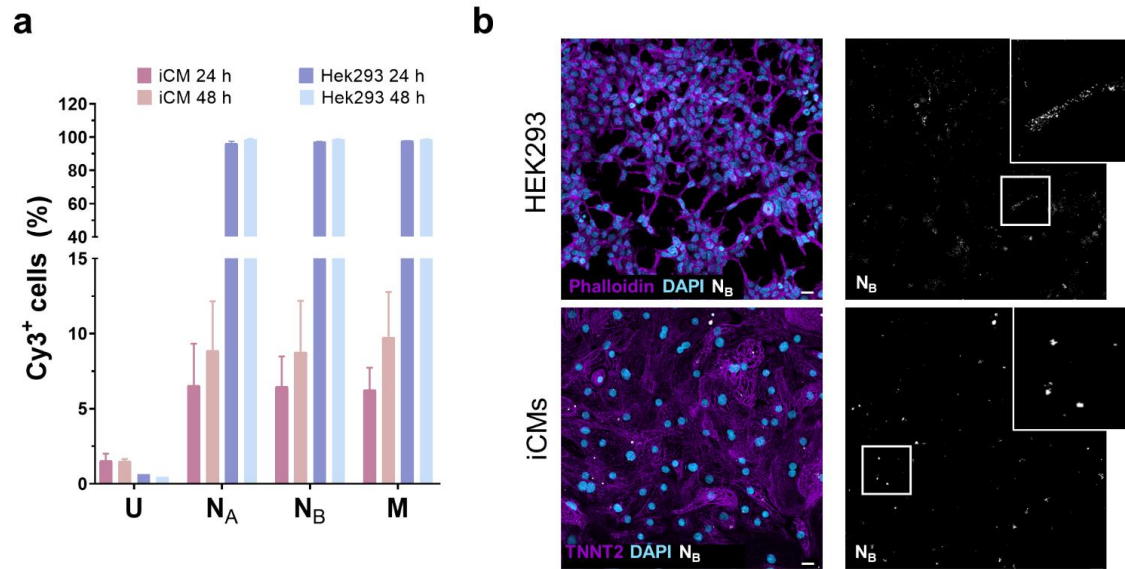 a
iCM 24 h
Hek293 24 h
iCM 48 h
Hek293 48 h
Cy3+ cells (%)
120
100
80
60
40
15
10
5
0
U
NA
NB
M
b
HEK293
Phalloidin DAPI NB
NB
iCMs
TNNT2 DAPI NB
NB